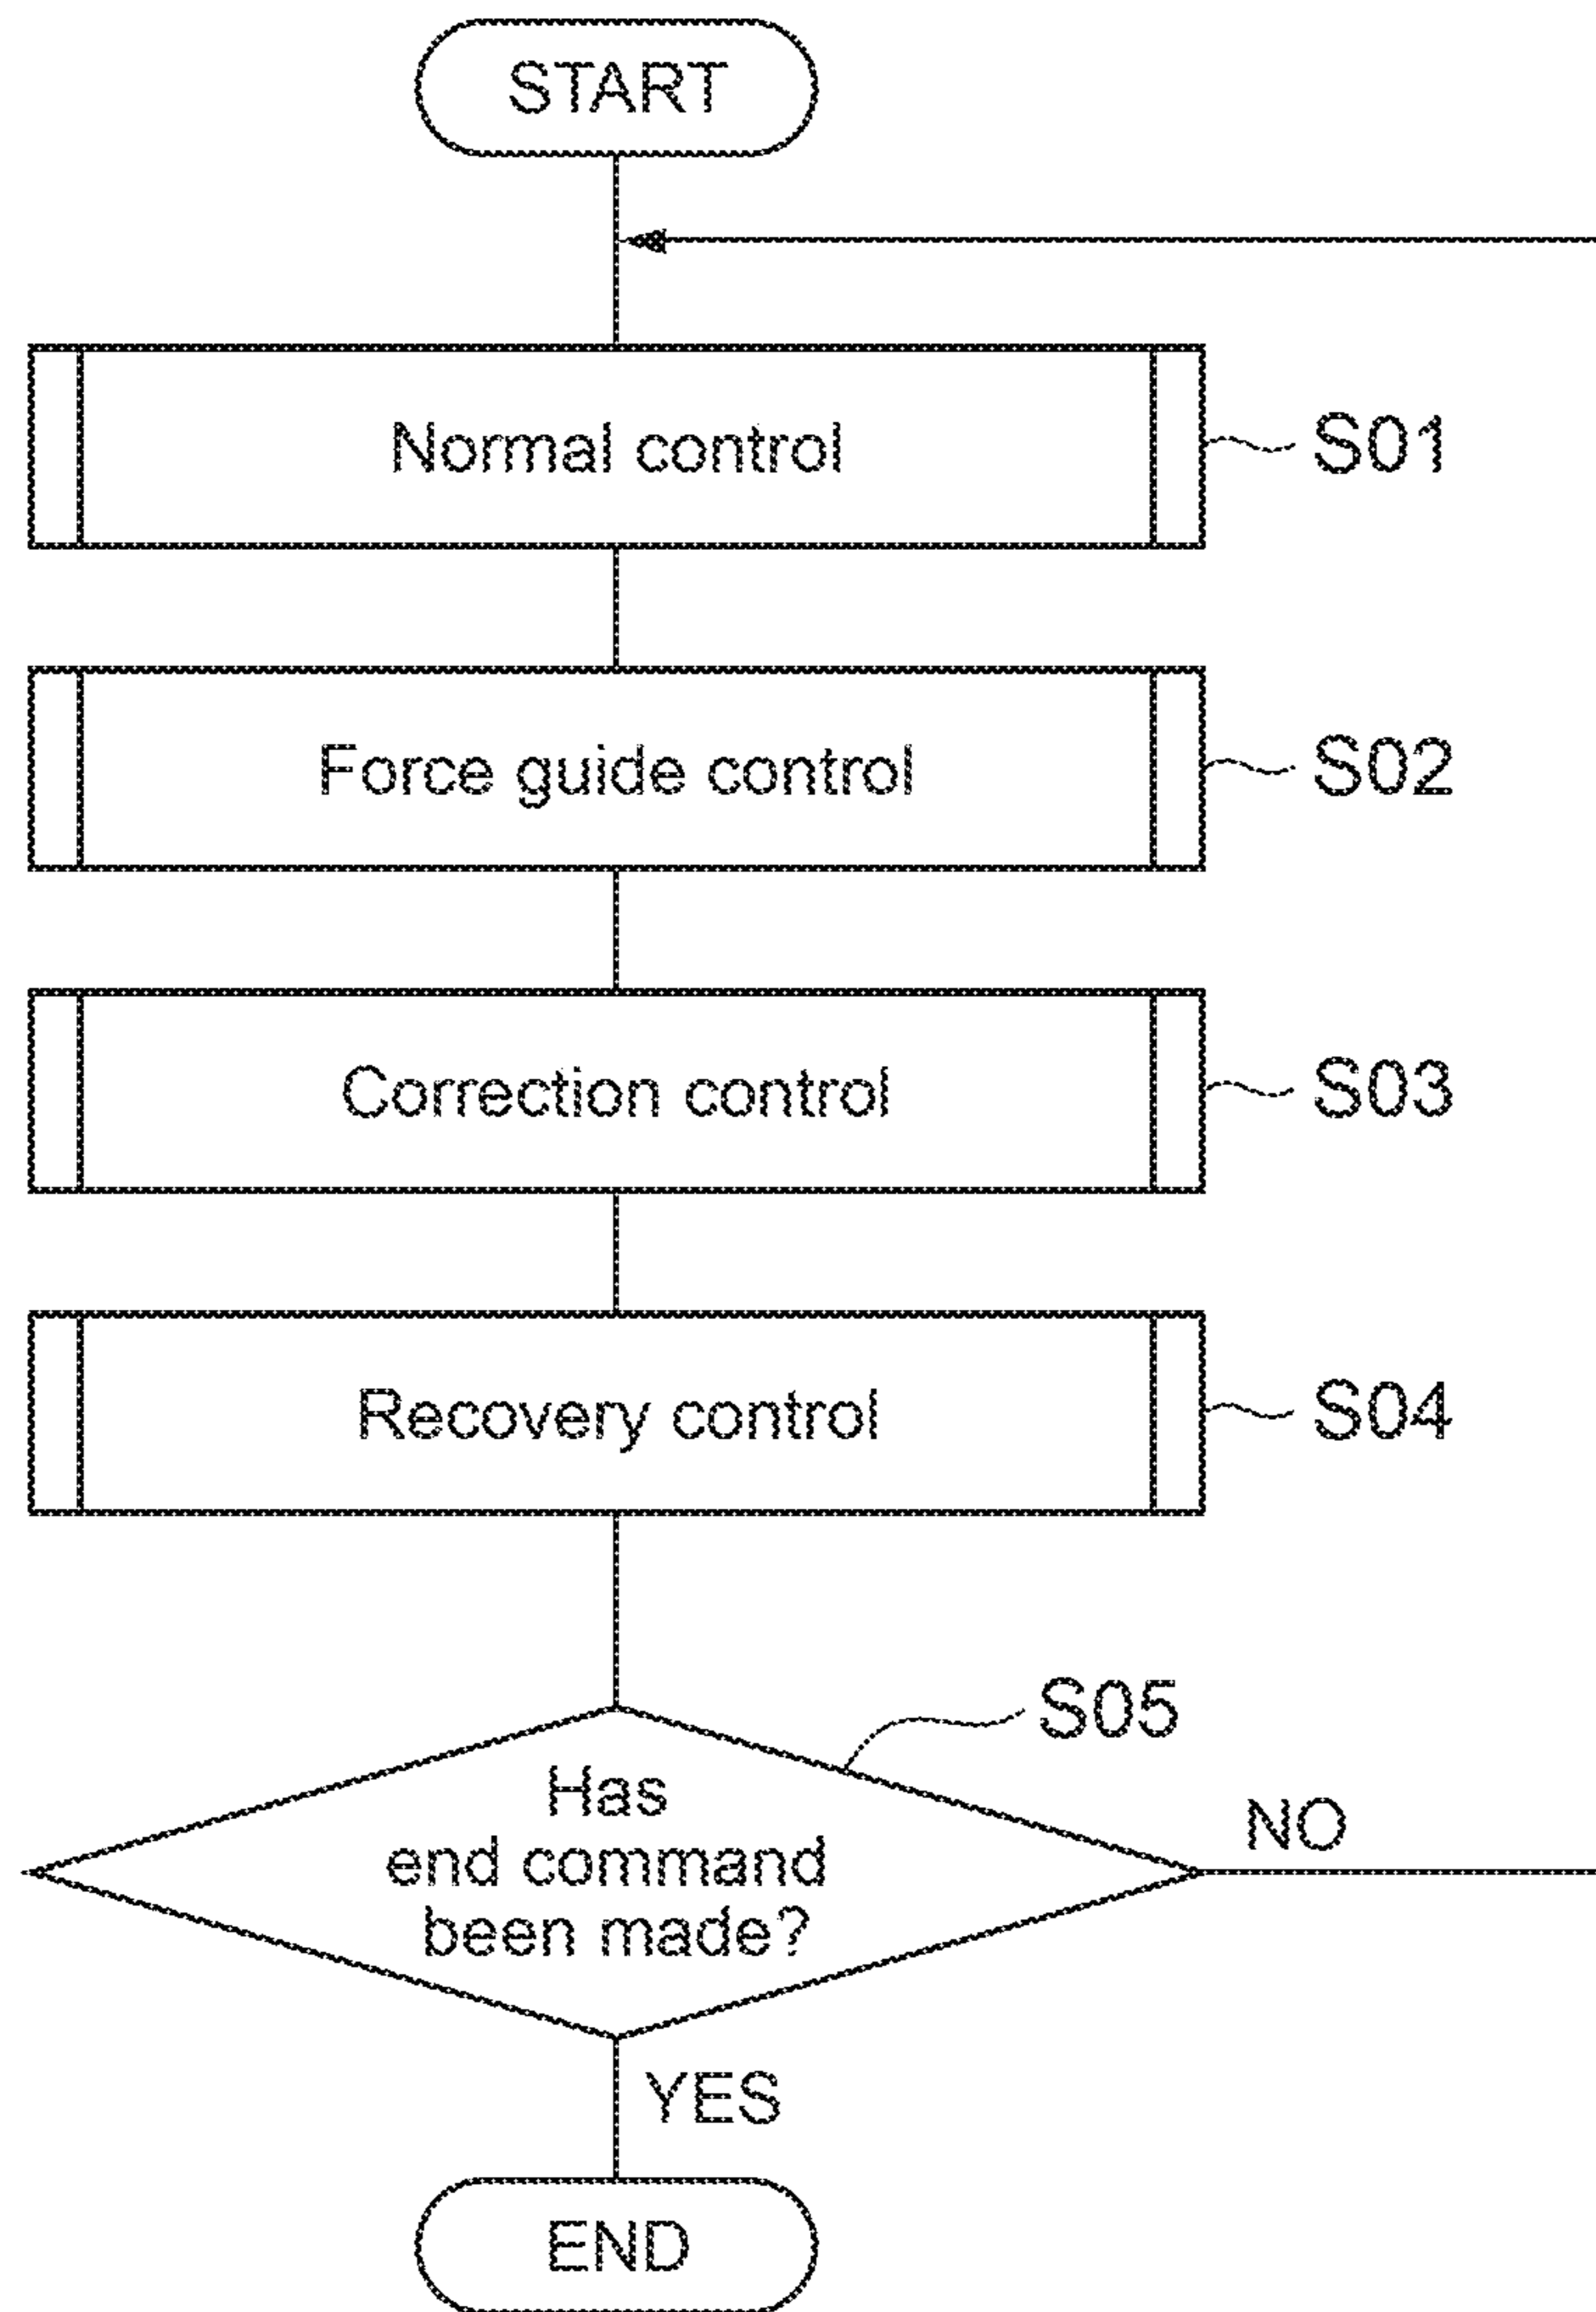 START
Normal control
S01
Force guide control
S02
Correction control
S03
Recovery control
S04
S05
Has
end command
been made?
NO
YES
END